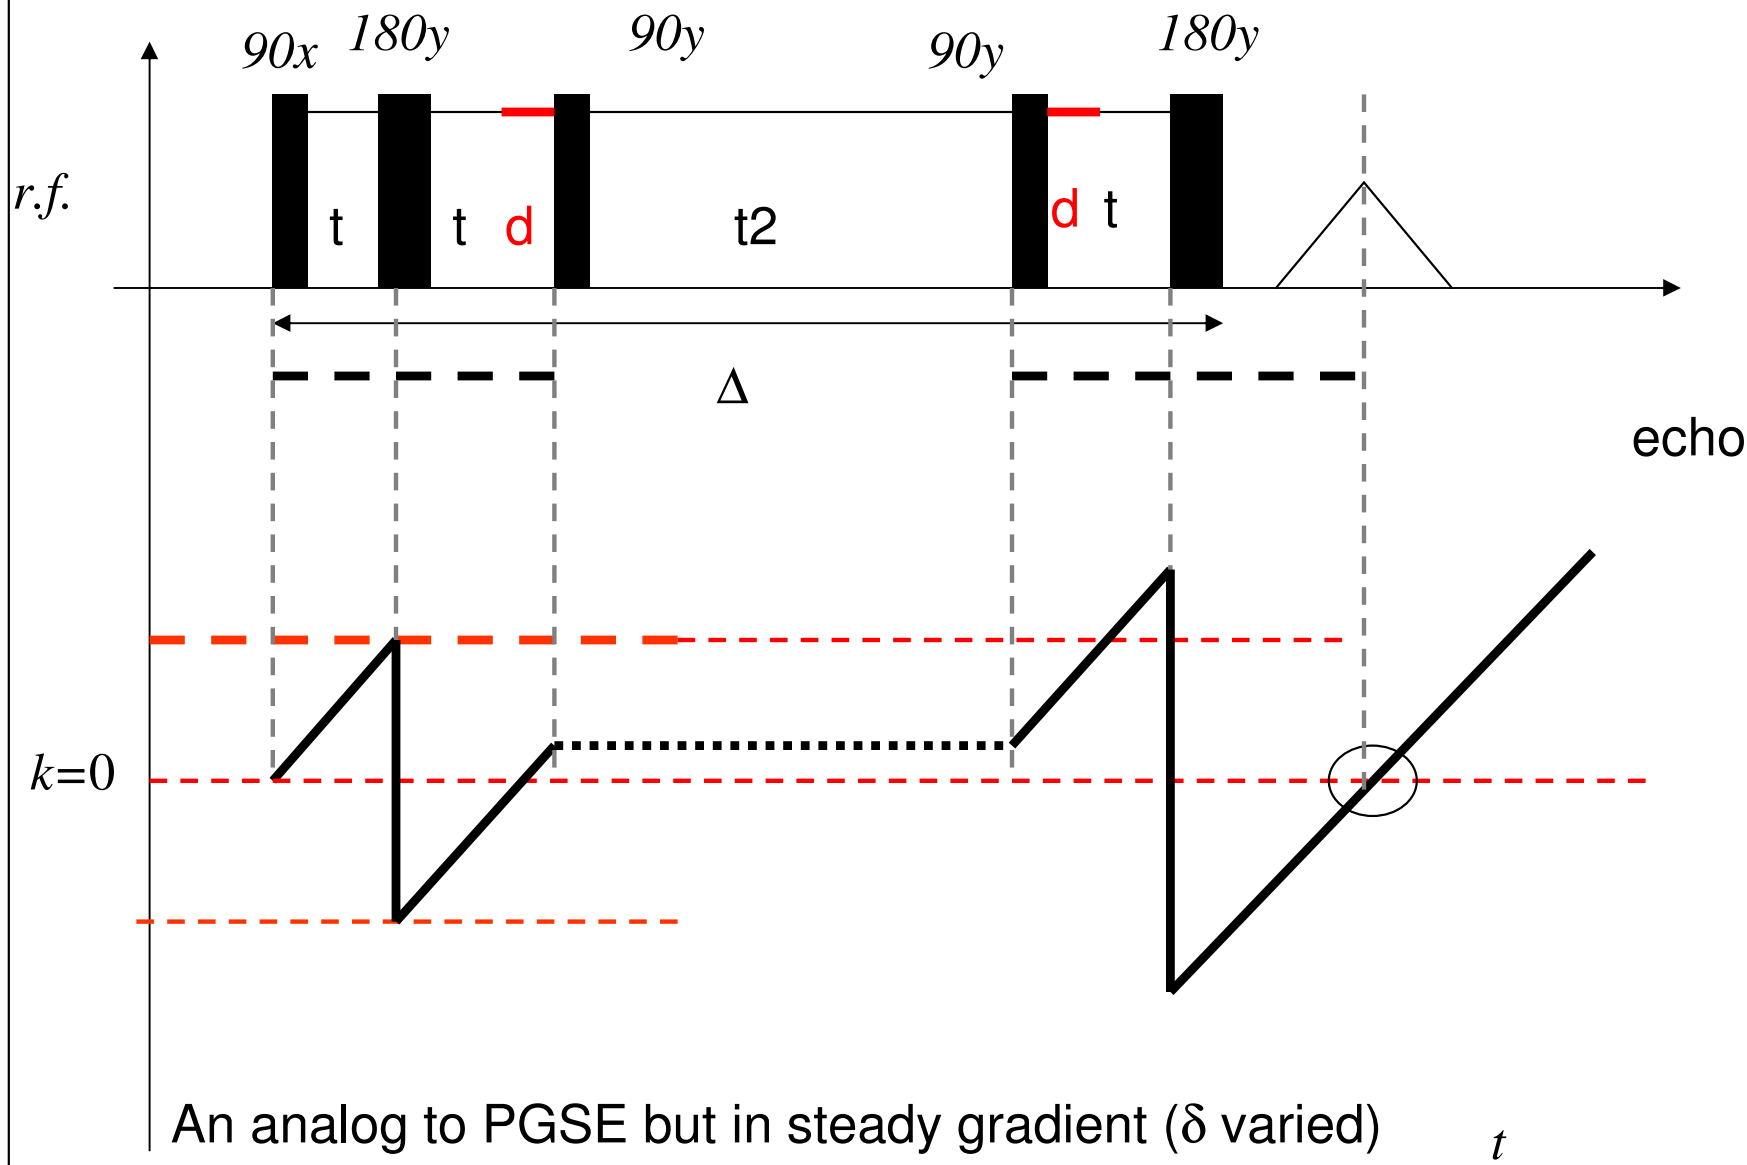 90x 180y 90y 90y 180y
r.f.
t t d t2 d t
Δ
echo
k=0
An analog to PGSE but in steady gradient (δ varied)
t